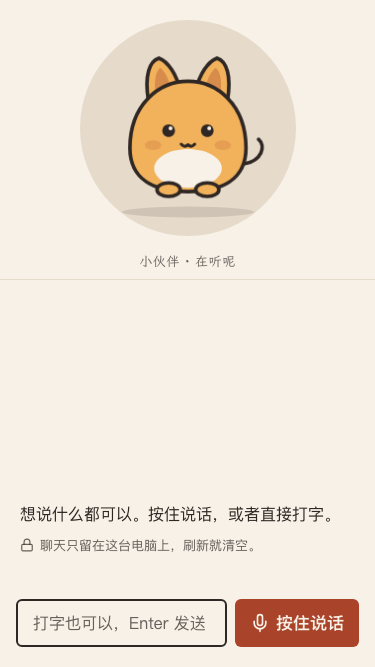 小伙伴 · 在听呢
想说什么都可以。按住说话，或者直接打字。
聊天只留在这台电脑上，刷新就清空。
打字也可以，Enter 发送
按住说话